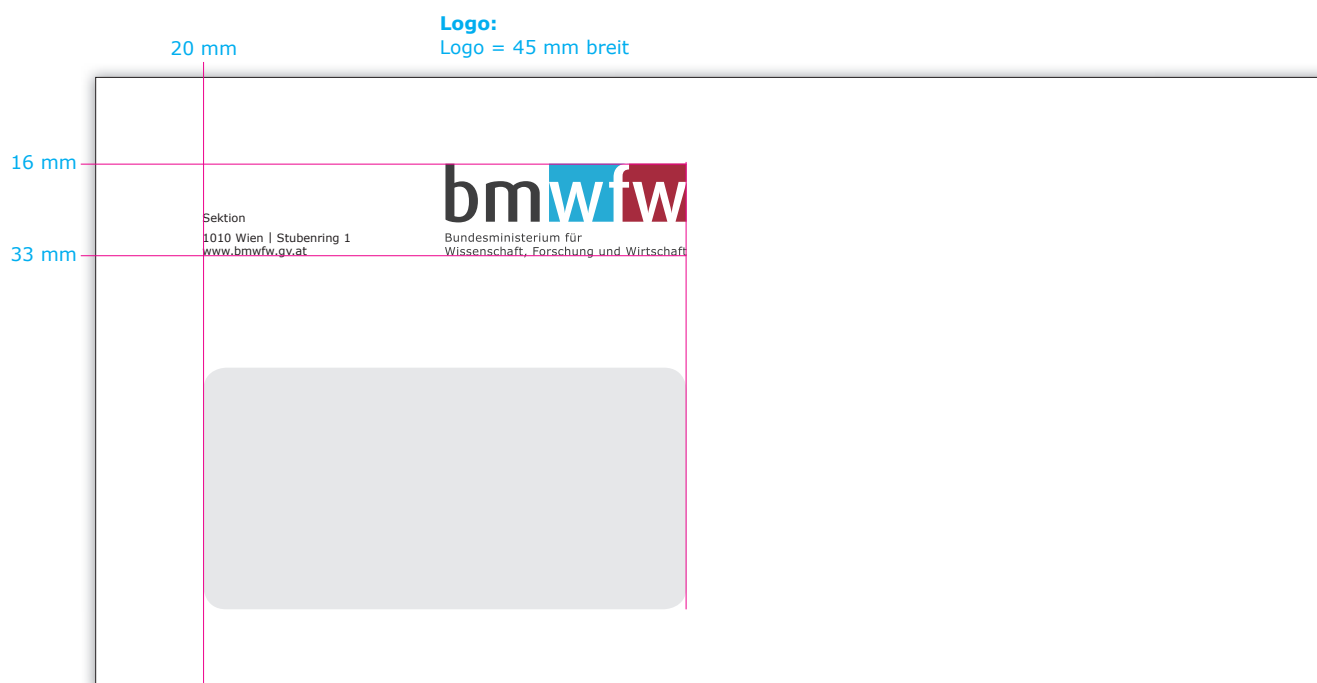 Logo:
Logo = 45 mm breit
20 mm
16 mm
bmwfw
Sektion
1010 Wien | Stubenring 1
www.bmwfw.gv.at
Bundesministerium für
Wissenschaft, Forschung und Wirtschaft
33 mm